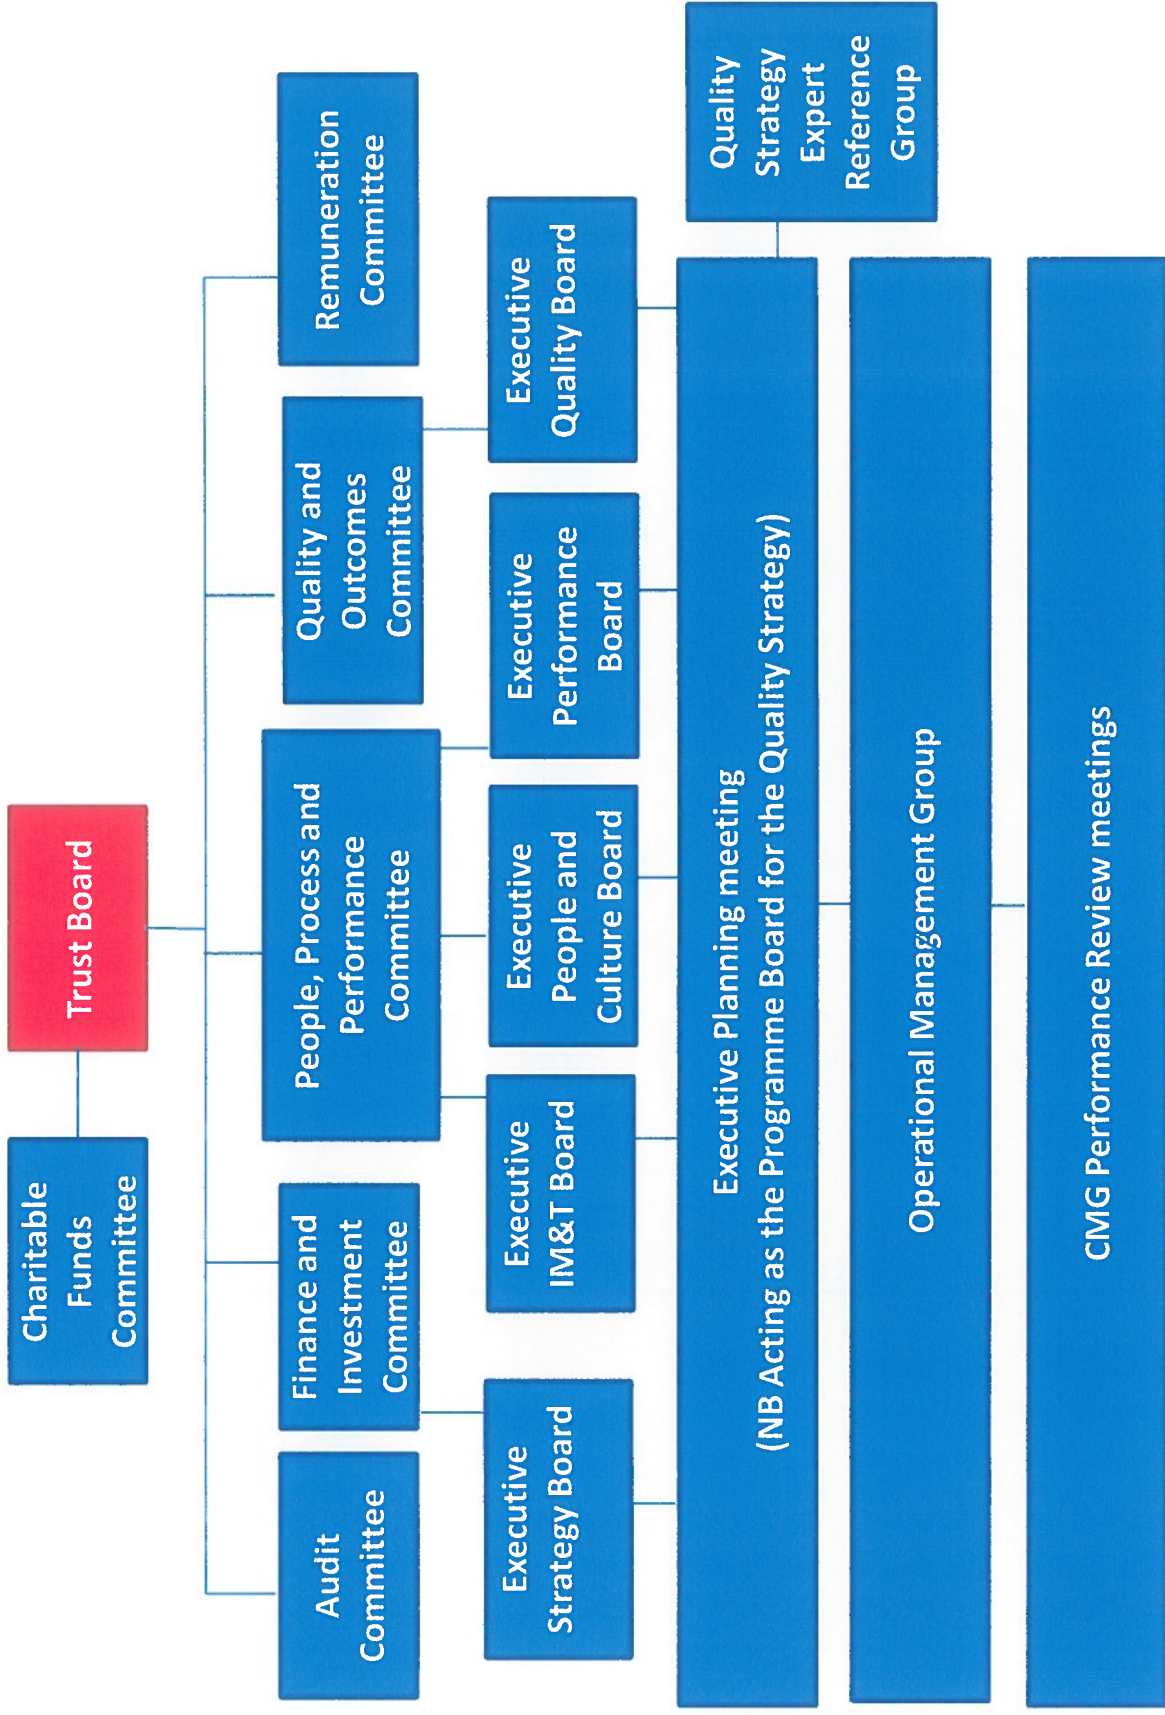 Charitable
Funds
Committee
Trust Board
Audit
Committee
Finance and
Investment
Committee
People, Process and
Performance
Committee
Quality and
Outcomes
Committee
Remuneration
Committee
Executive
Strategy Board
Executive
IM&T Board
Executive
People and
Culture Board
Executive
Performance
Board
Executive
Quality Board
Executive Planning meeting
(NB Acting as the Programme Board for the Quality Strategy)
Quality
Strategy
Expert
Reference
Group
Operational Management Group
CMG Performance Review meetings